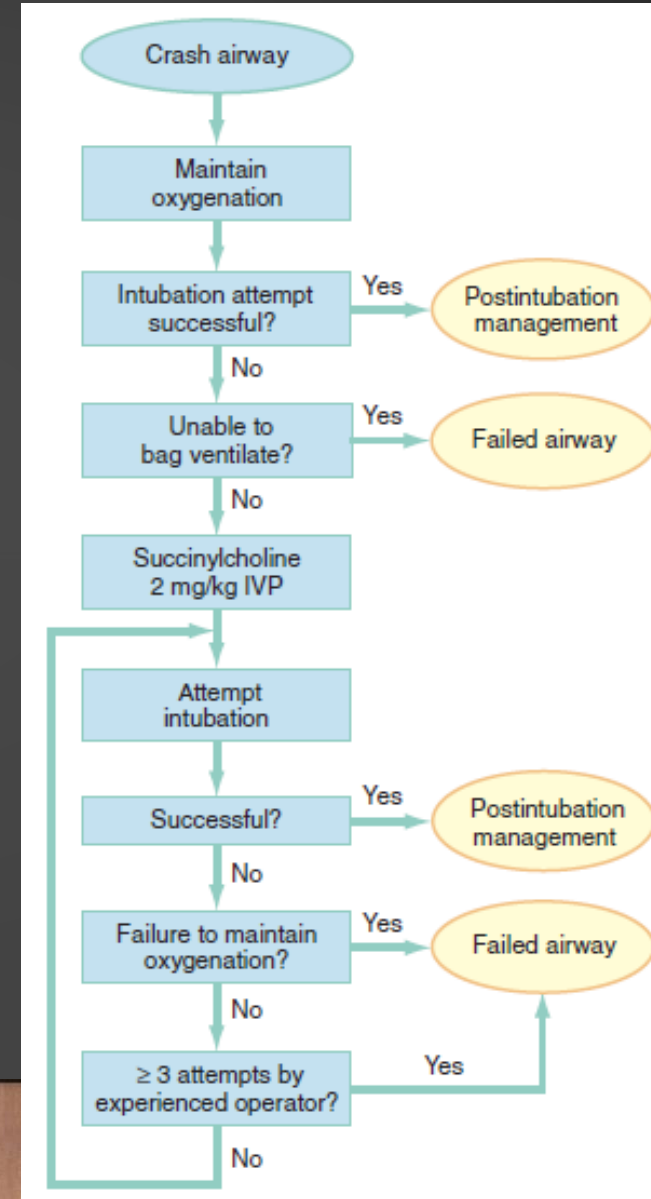 Crash airway
Maintain
oxygenation
Intubation attempt
successful?
Yes
Postintubation
management
No
Unable to
bag ventilate?
Yes
Failed airway
No
Succinylcholine
2 mg/kg IVP
Attempt
intubation
Successful?
Yes
Postintubation
management
No
Failure to maintain
oxygenation?
Yes
Failed airway
No
≥ 3 attempts by
experienced operator?
Yes
No